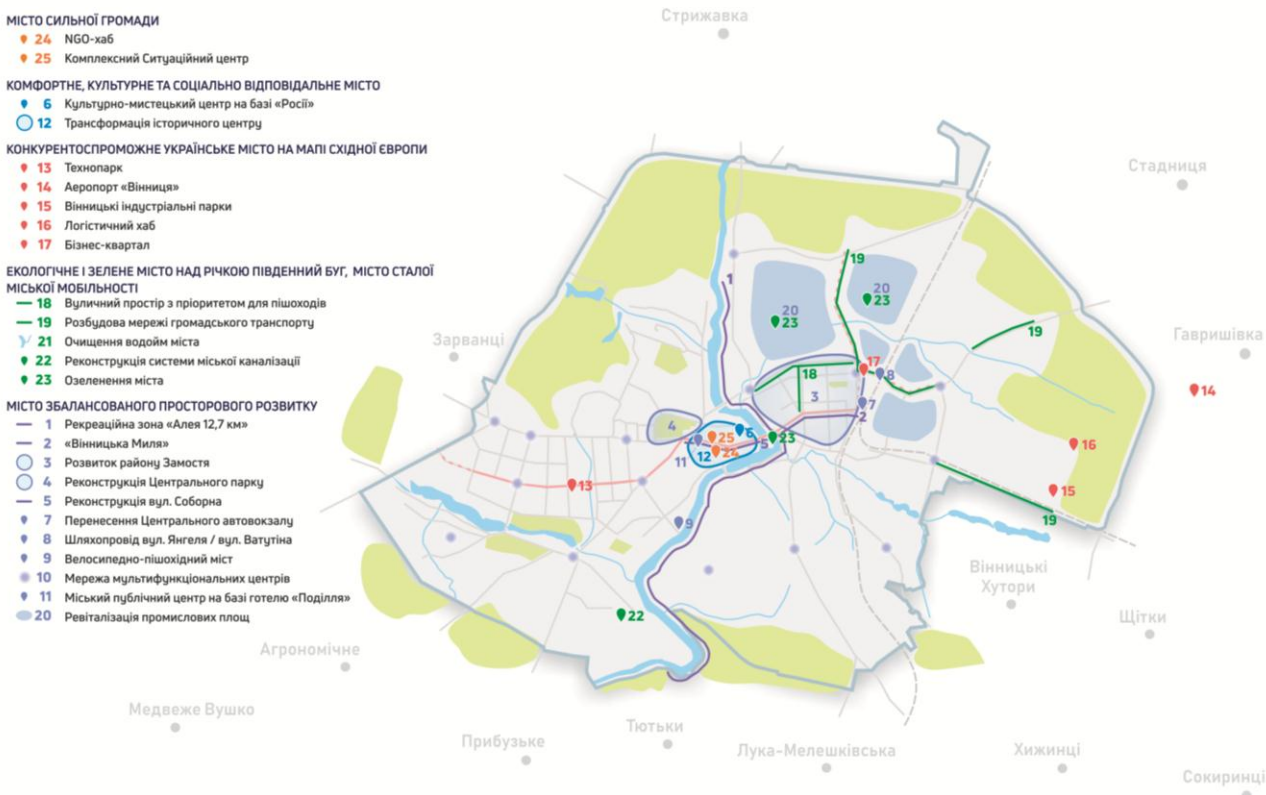 МІСТО СИЛЬНОЇ ГРОМАДИ
24 NGO-хаб
25 Комплексний Ситуаційний центр
КОМФОРТНЕ, КУЛЬТУРНЕ ТА СОЦІАЛЬНО ВІДПОВІДАЛЬНЕ МІСТО
6 Культурно-мистецький центр на базі «Росії»
12 Трансформація історичного центру
КОНКУРЕНТОСПРОМОЖНЕ УКРАЇНСЬКЕ МІСТО НА МАПІ СХІДНОЇ ЄВРОПИ
13 Технопарк
14 Аеропорт «Вінниця»
15 Вінницькі індустріальні парки
16 Логістичний хаб
17 Бізнес-квартал
ЕКОЛОГІЧНЕ І ЗЕЛЕНЕ МІСТО НАД РІЧКОЮ ПІВДЕННИЙ БУГ, МІСТО СТАЛОЇ
МІСЬКОЇ МОБІЛЬНОСТІ
18 Вуличний простір з пріоритетом для пішоходів
19 Розбудова мережі громадського транспорту
21 Очищення водойм міста
22 Реконструкція системи міської каналізації
23 Озеленення міста
МІСТО ЗБАЛАНСОВАНОГО ПРОСТОРОВОГО РОЗВИТКУ
1 Рекреаційна зона «Алея 12,7 км»
2 «Вінницька Миля»
3 Розвиток району Замостя
4 Реконструкція Центрального парку
5 Реконструкція вул. Соборна
7 Перенесення Центрального автовокзалу
8 Шляхопровід вул. Янгеля / вул. Ватутіна
9 Велосипедно-пішохідний міст
10 Мережа мультифункціональних центрів
11 Міський публічний центр на базі готелю «Поділля»
20 Ревіталізація промислових площ
Стрижавка
Стадниця
19
1
20
23
20
23
19
Зарванці
Гаврищівка
17
18
8
14
3
7
4
2
6
25
5
23
16
11
12
24
13
15
9
19
Вінницькі
Хутори
22
Щітки
Агрономічне
Медвеже Вушко
Тютьки
Прибузьке
Лука-Мелешківська
Хижинці
Сокиринці